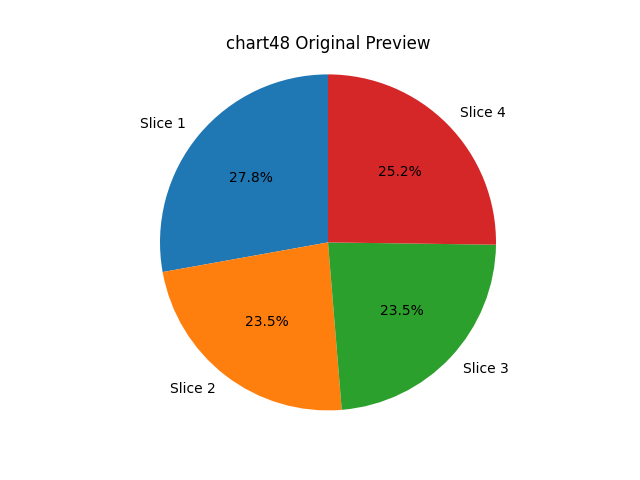 chart48 Original Preview
Slice 4
Slice 1
25.2%
27.8%
23.5%
23.5%
Slice 3
Slice 2